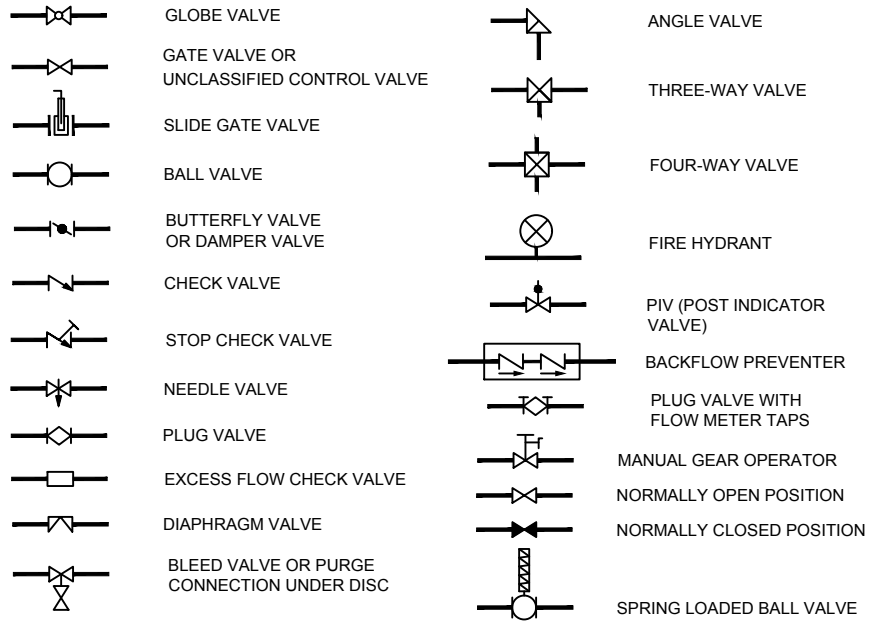 GLOBE VALVE
GATE VALVE OR
UNCLASSIFIED CONTROL VALVE
SLIDE GATE VALVE
BALL VALVE
BUTTERFLY VALVE
OR DAMPER VALVE
CHECK VALVE
STOP CHECK VALVE
NEEDLE VALVE
PLUG VALVE
EXCESS FLOW CHECK VALVE
DIAPHRAGM VALVE
BLEED VALVE OR PURGE
CONNECTION UNDER DISC
ANGLE VALVE
THREE-WAY VALVE
FOUR-WAY VALVE
FIRE HYDRANT
PIV (POST INDICATOR
VALVE)
BACKFLOW PREVENTER
PLUG VALVE WITH
FLOW METER TAPS
MANUAL GEAR OPERATOR
NORMALLY OPEN POSITION
NORMALLY CLOSED POSITION
SPRING LOADED BALL VALVE